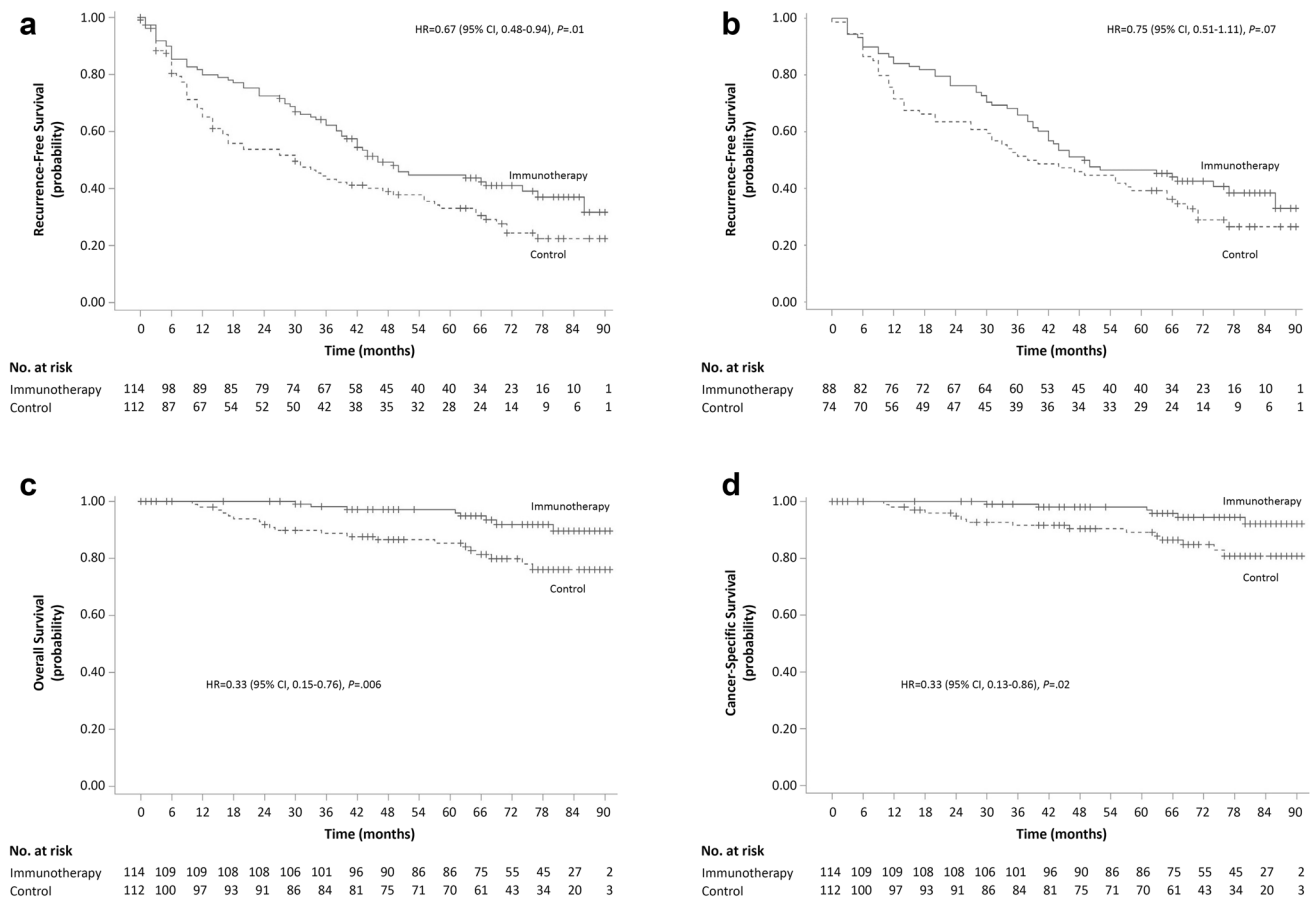 a
Recurrence-Free Survival
(probability)
1.00
0.80
0.60
0.40
0.20
0.00
HR=0.67 (95% CI, 0.48-0.94), P=.01
Immunotherapy
Control
0 6 12 18 24 30 36 42 48 54 60 66 72 78 84 90
Time (months)
No. at risk
Immunotherapy 114 98 89 85 79 74 67 58 45 40 40 34 23 16 10 1
Control 112 87 67 54 52 50 42 38 35 32 28 24 14 9 6 1
b
Recurrence-Free Survival
(probability)
1.00
0.80
0.60
0.40
0.20
0.00
HR=0.75 (95% CI, 0.51-1.11), P=.07
Immunotherapy
Control
0 6 12 18 24 30 36 42 48 54 60 66 72 78 84 90
Time (months)
No. at risk
Immunotherapy 88 82 76 72 67 64 60 53 45 40 40 34 23 16 10 1
Control 74 70 56 49 47 45 39 36 34 33 29 24 14 9 6 1
c
Overall Survival
(probability)
1.00
0.80
0.60
0.40
0.20
0.00
Immunotherapy
Control
HR=0.33 (95% CI, 0.15-0.76), P=.006
0 6 12 18 24 30 36 42 48 54 60 66 72 78 84 90
Time (months)
No. at risk
Immunotherapy 114 109 109 108 108 106 101 96 90 86 86 75 55 45 27 2
Control 112 100 97 93 91 86 84 81 75 71 70 61 43 34 20 3
d
Cancer-Specific Survival
(probability)
1.00
0.80
0.60
0.40
0.20
0.00
Immunotherapy
Control
HR=0.33 (95% CI, 0.13-0.86), P=.02
0 6 12 18 24 30 36 42 48 54 60 66 72 78 84 90
Time (months)
No. at risk
Immunotherapy 114 109 109 108 108 106 101 96 90 86 86 75 55 45 27 2
Control 112 100 97 93 91 86 84 81 75 71 70 61 43 34 20 3